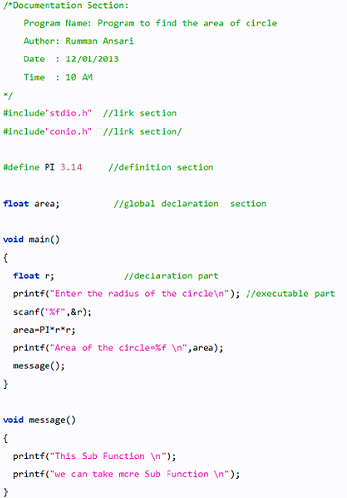 /*Documentation Section:
Program Name: Program to find the area of circle
Author: Rumman Ansari
Date : 12/01/2013
Time : 10 AM
*/
#include"stdio.h" //lirk section
#include"conio.h" //lirk section/
#define PI 3.14 //definition section
float area; //global declaration section
void main()
{
float r; //declaration part
printf("Enter the radius of the circle\n"); //executable part
scanf("%f",&r);
area=PI*r*r;
printf("Area of the circle=%f \n",area);
message();
}
void message()
{
printf("This Sub Function \n");
printf("we can take more Sub Function \n");
}